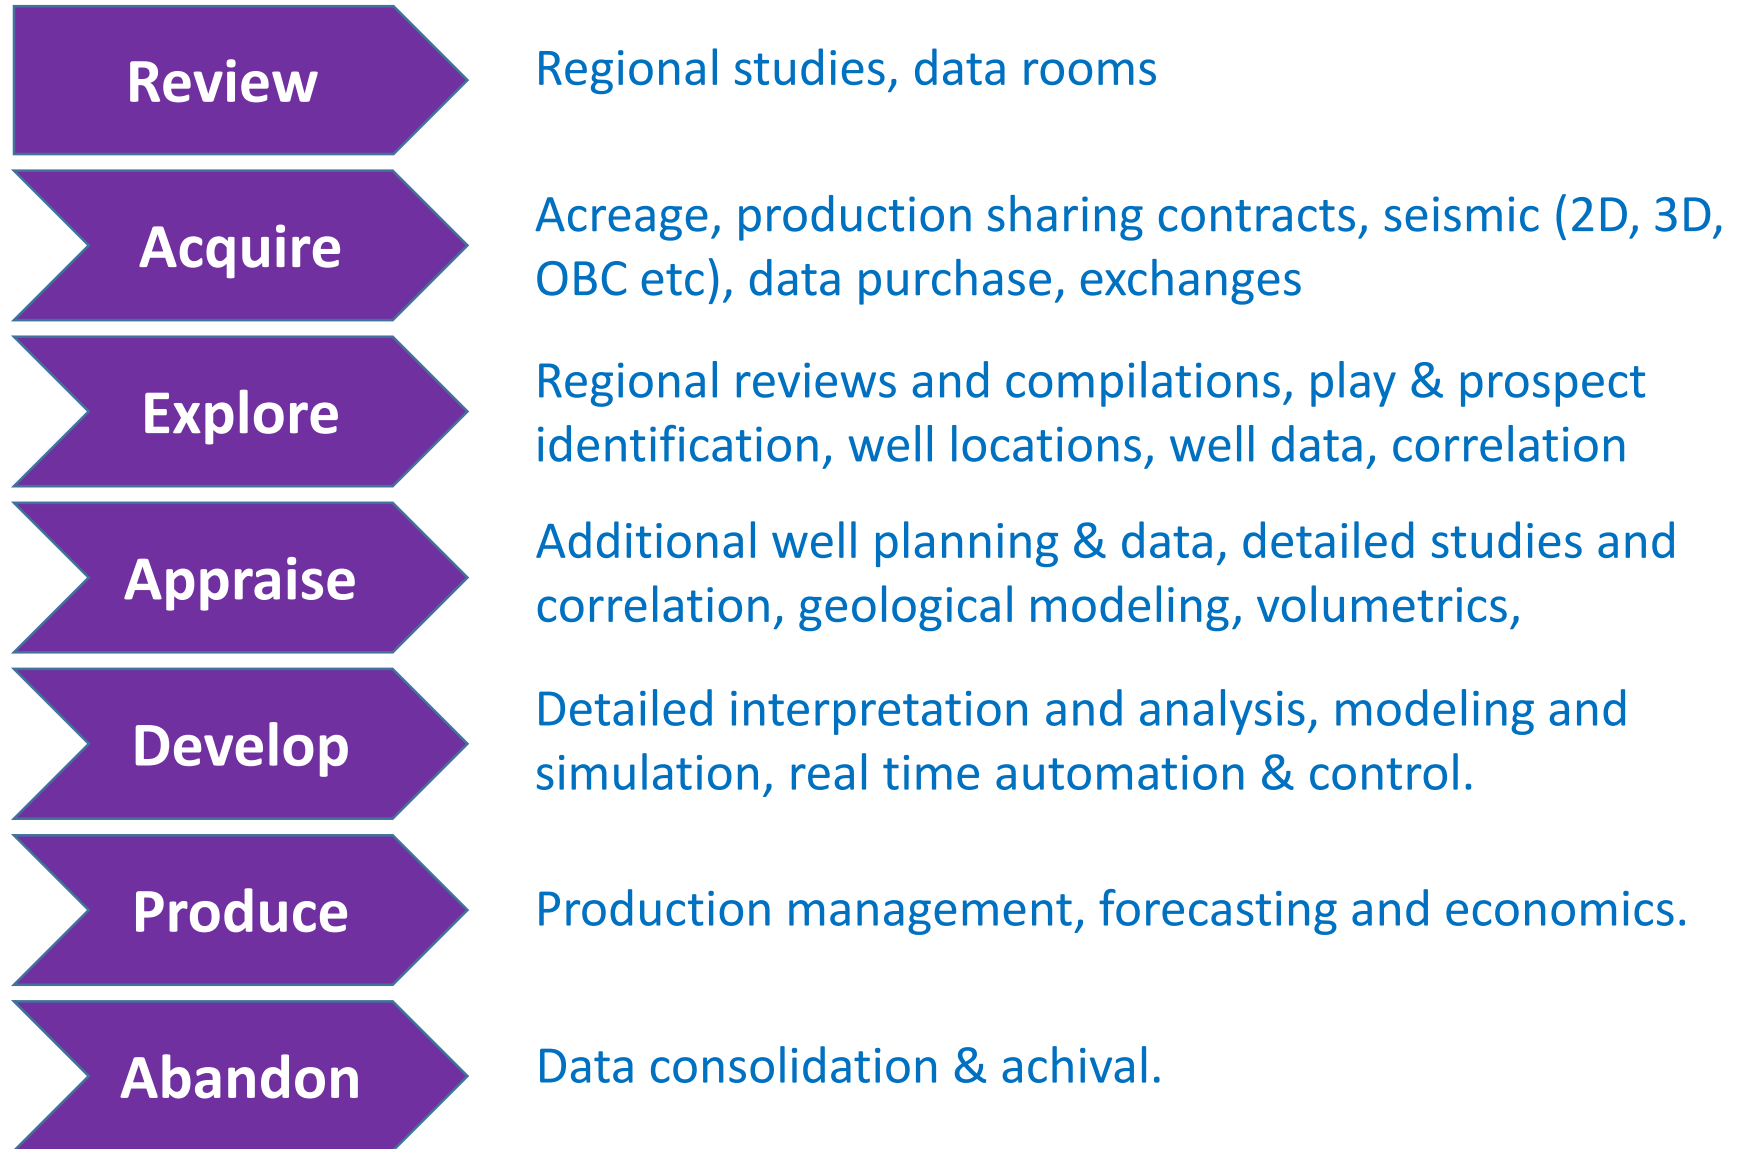 Review
Regional studies, data rooms
Acquire
Acreage, production sharing contracts, seismic (2D, 3D,
OBC etc), data purchase, exchanges
Explore
Regional reviews and compilations, play & prospect
identification, well locations, well data, correlation
Appraise
Additional well planning & data, detailed studies and
correlation, geological modeling, volumetrics,
Develop
Detailed interpretation and analysis, modeling and
simulation, real time automation & control.
Produce
Production management, forecasting and economics.
Abandon
Data consolidation & achival.